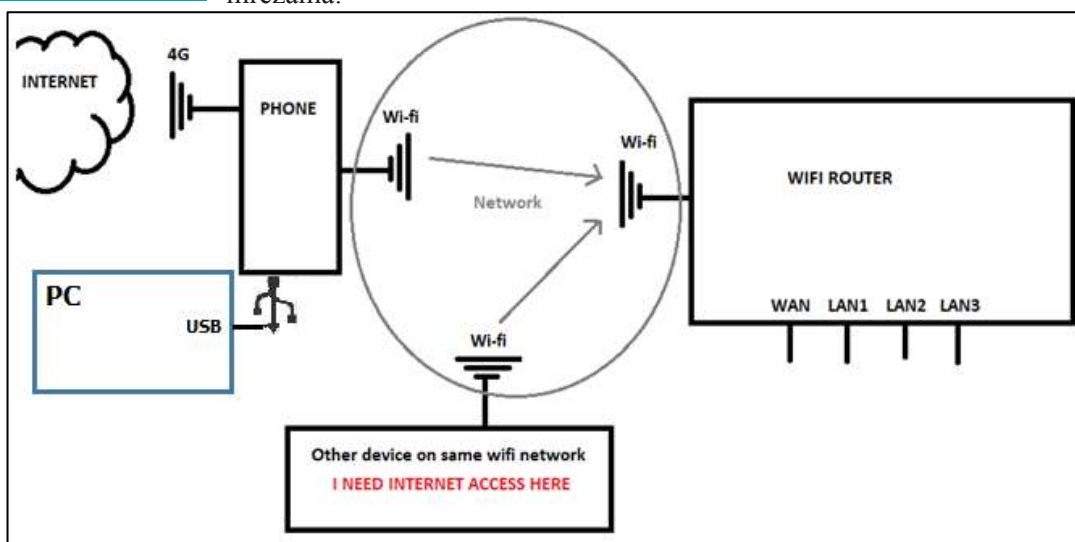 mrežama.
INTERNET
4G
PHONE
Wi-fi
Wi-fi
WIFI ROUTER
Network
PC
USB
WAN LAN1 LAN2 LAN3
Wi-fi
Other device on same wifi network
I NEED INTERNET ACCESS HERE